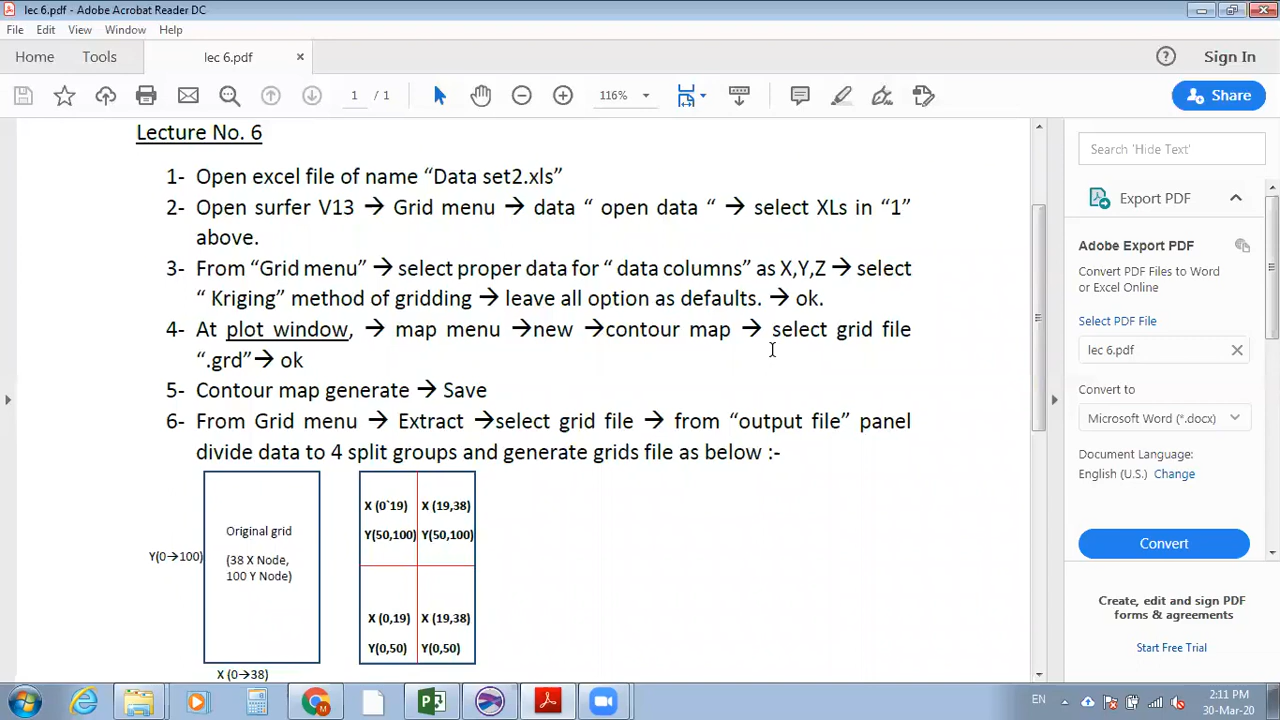 lec 6.pdf - Adobe Acrobat Reader DC
File Edit View Window Help
Home Tools lec 6.pdf × Sign In
1 / 1 116% Share
Lecture No. 6
1- Open excel file of name “Data set2.xls”
2- Open surfer V13 → Grid menu → data “ open data “ → select XLs in “1”
above.
3- From “Grid menu” → select proper data for “ data columns” as X,Y,Z → select
“ Kriging” method of gridding → leave all option as defaults. → ok.
4- At plot window, → map menu →new →contour map → select grid file
“.grd”→ ok
5- Contour map generate → Save
6- From Grid menu → Extract →select grid file → from “output file” panel
divide data to 4 split groups and generate grids file as below :-
Y(0→100)
Original grid
(38 X Node,
100 Y Node)
X (0→38)
X (0`19) X (19,38)
Y(50,100) Y(50,100)
X (0,19) X (19,38)
Y(0,50) Y(0,50)
Search 'Hide Text'
Export PDF
Adobe Export PDF
Convert PDF Files to Word
or Excel Online
Select PDF File
lec 6.pdf
Convert to
Microsoft Word (*.docx)
Document Language:
English (U.S.) Change
Convert
Create, edit and sign PDF
forms & agreements
Start Free Trial
EN 2:11 PM
30-Mar-20